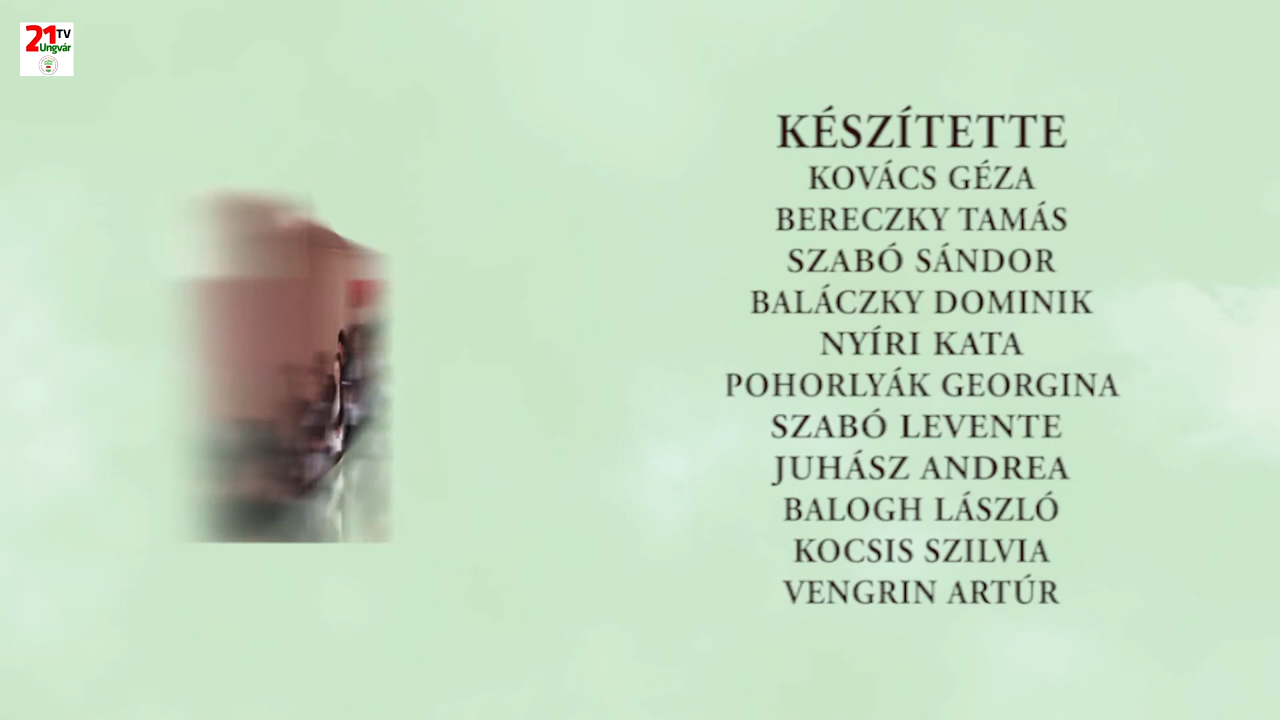 21 TV
Ungvár
KÉSZÍTETTE
KOVÁCS GÉZA
BERECZKY TAMÁS
SZABÓ SÁNDOR
BALÁCZKY DOMINIK
NYÍRI KATA
POHORLYÁK GEORGINA
SZABÓ LEVENTE
JUHÁSZ ANDREA
BALOGH LÁSZLÓ
KOCSIS SZILVIA
VENGRIN ARTÚR